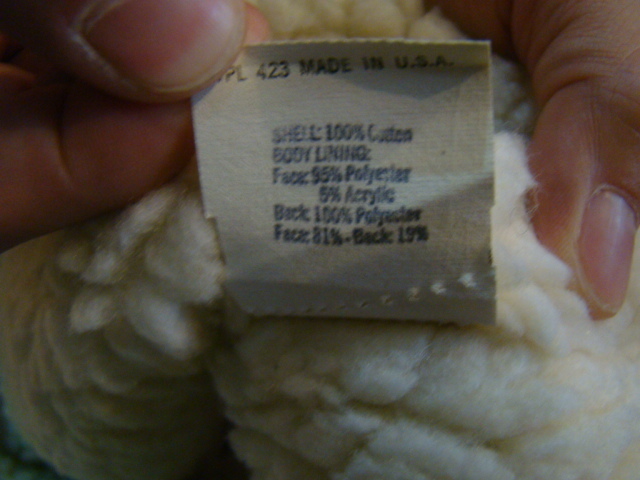 WPL 423 MADE IN U.S.A.
SHELL: 100% Cotton
BODY LINING:
Face: 95% Polyester
5% Acrylic
Back: 100% Polyester
Face: 81% - Back: 19%